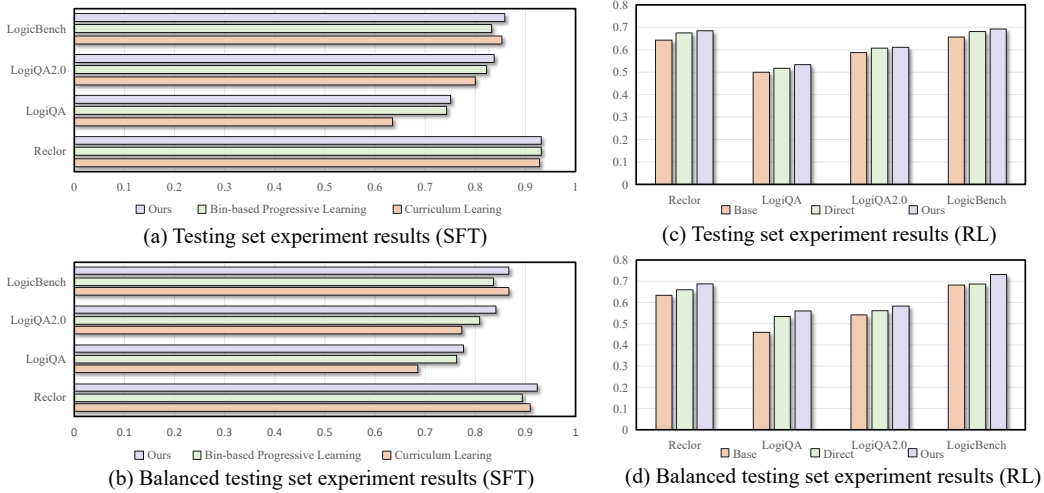 LogicBench
LogiQA2.0
LogiQA
Reclor
0 0.1 0.2 0.3 0.4 0.5 0.6 0.7 0.8 0.9 1
Ours Bin-based Progressive Learning Curriculum Learing
(a) Testing set experiment results (SFT)
0.8
0.7
0.6
0.5
0.4
0.3
0.2
0.1
0
Reclor LogiQA LogiQA2.0 LogicBench
Base Direct Ours
(c) Testing set experiment results (RL)
LogicBench
LogiQA2.0
LogiQA
Reclor
0 0.1 0.2 0.3 0.4 0.5 0.6 0.7 0.8 0.9 1
Ours Bin-based Progressive Learning Curriculum Learing
(b) Balanced testing set experiment results (SFT)
0.8
0.7
0.6
0.5
0.4
0.3
0.2
0.1
0
Reclor LogiQA LogiQA2.0 LogicBench
Base Direct Ours
(d) Balanced testing set experiment results (RL)